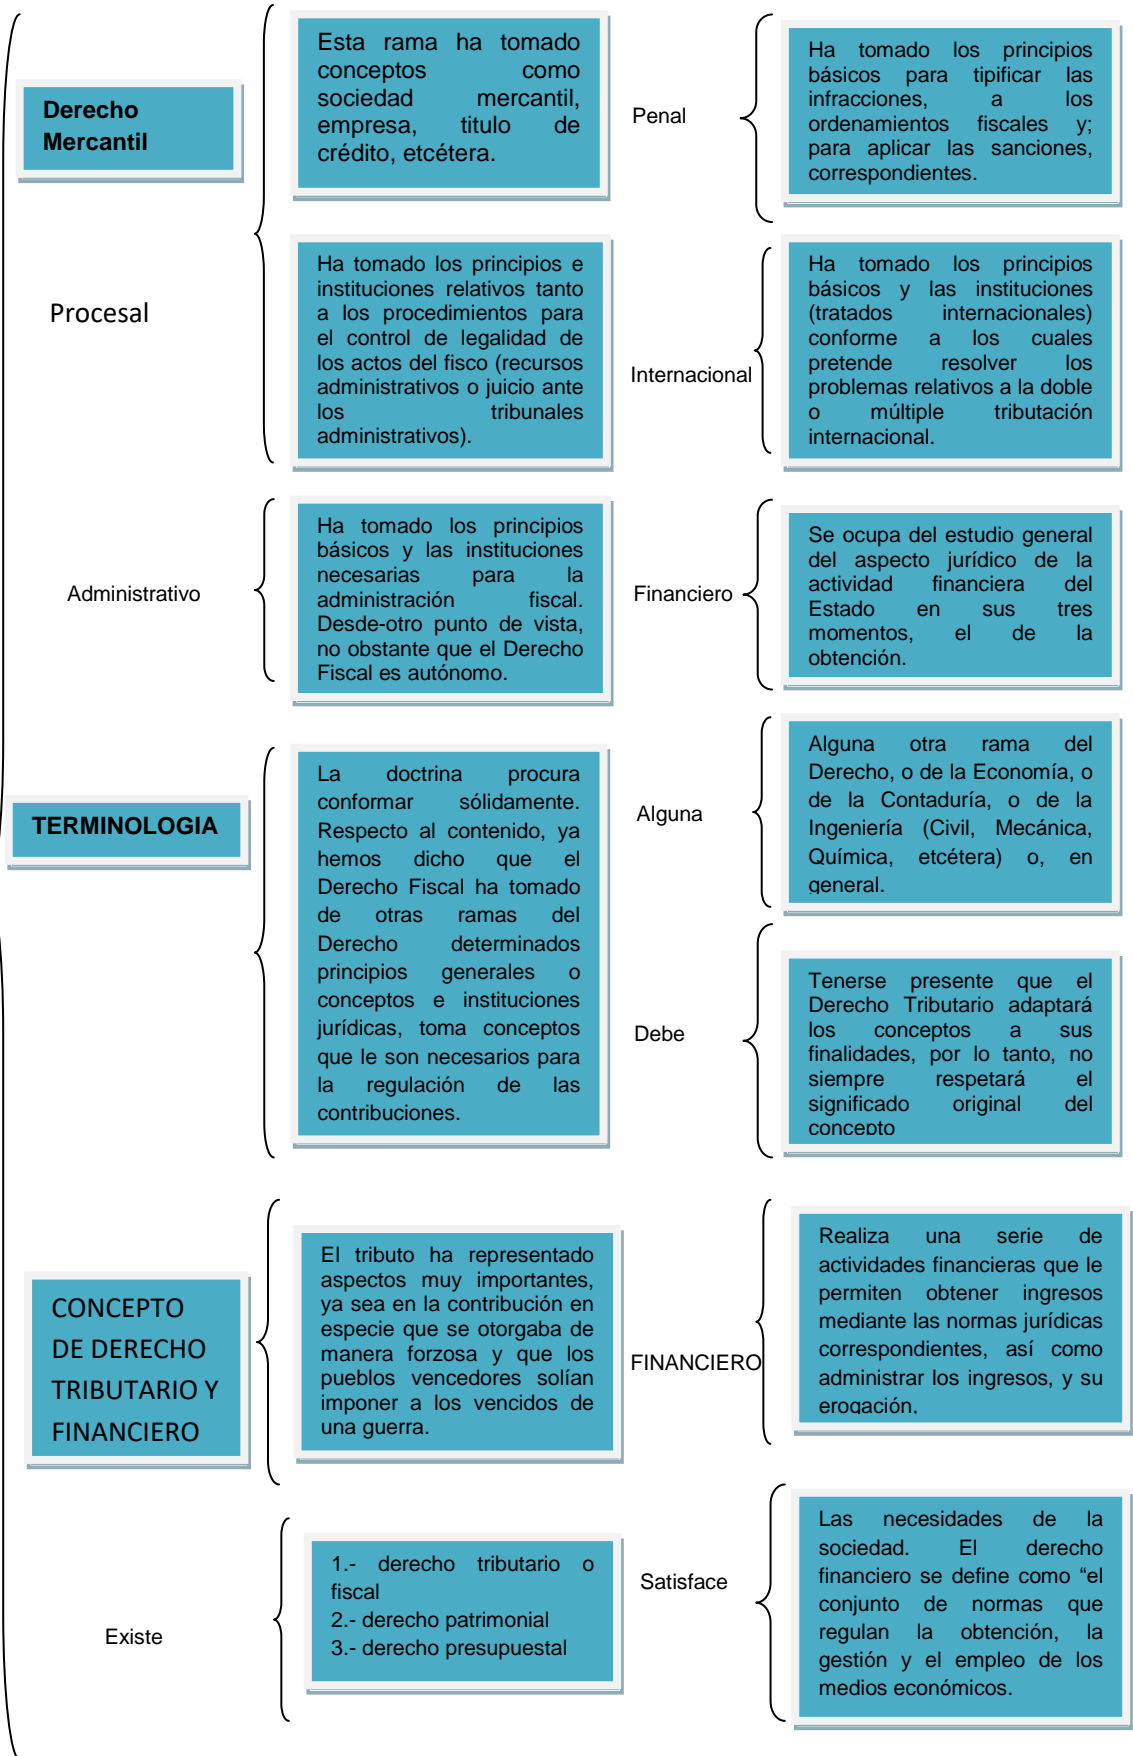 Derecho
Mercantil
Esta rama ha tomado
conceptos como
sociedad mercantil,
empresa, titulo de
crédito, etcétera.
Penal
Ha tomado los principios
básicos para tipificar las
infracciones, a los
ordenamientos fiscales y;
para aplicar las sanciones,
correspondientes.
Procesal
Ha tomado los principios e
instituciones relativos tanto
a los procedimientos para
el control de legalidad de
los actos del fisco (recursos
administrativos o juicio ante
los tribunales
administrativos).
Internacional
Ha tomado los principios
básicos y las instituciones
(tratados internacionales)
conforme a los cuales
pretende resolver los
problemas relativos a la doble
o múltiple tributación
internacional.
Administrativo
Ha tomado los principios
básicos y las instituciones
necesarias para la
administración fiscal.
Desde-otro punto de vista,
no obstante que el Derecho
Fiscal es autónomo.
Financiero
Se ocupa del estudio general
del aspecto jurídico de la
actividad financiera del
Estado en sus tres
momentos, el de la
obtención.
TERMINOLOGIA
La doctrina procura
conformar sólidamente.
Respecto al contenido, ya
hemos dicho que el
Derecho Fiscal ha tomado
de otras ramas del
Derecho determinados
principios generales o
conceptos e instituciones
jurídicas, toma conceptos
que le son necesarios para
la regulación de las
contribuciones.
Alguna
Alguna otra rama del
Derecho, o de la Economía, o
de la Contaduría, o de la
Ingeniería (Civil, Mecánica,
Química, etcétera) o, en
general.
Debe
Tenerse presente que el
Derecho Tributario adaptará
los conceptos a sus
finalidades, por lo tanto, no
siempre respetará el
significado original del
concepto
CONCEPTO
DE DERECHO
TRIBUTARIO Y
FINANCIERO
El tributo ha representado
aspectos muy importantes,
ya sea en la contribución en
especie que se otorgaba de
manera forzosa y que los
pueblos vencedores solían
imponer a los vencidos de
una guerra.
FINANCIERO
Realiza una serie de
actividades financieras que le
permiten obtener ingresos
mediante las normas jurídicas
correspondientes, así como
administrar los ingresos, y su
erogación,
Existe
1.- derecho tributario o
fiscal
2.- derecho patrimonial
3.- derecho presupuestal
Satisface
Las necesidades de la
sociedad. El derecho
financiero se define como “el
conjunto de normas que
regulan la obtención, la
gestión y el empleo de los
medios económicos.